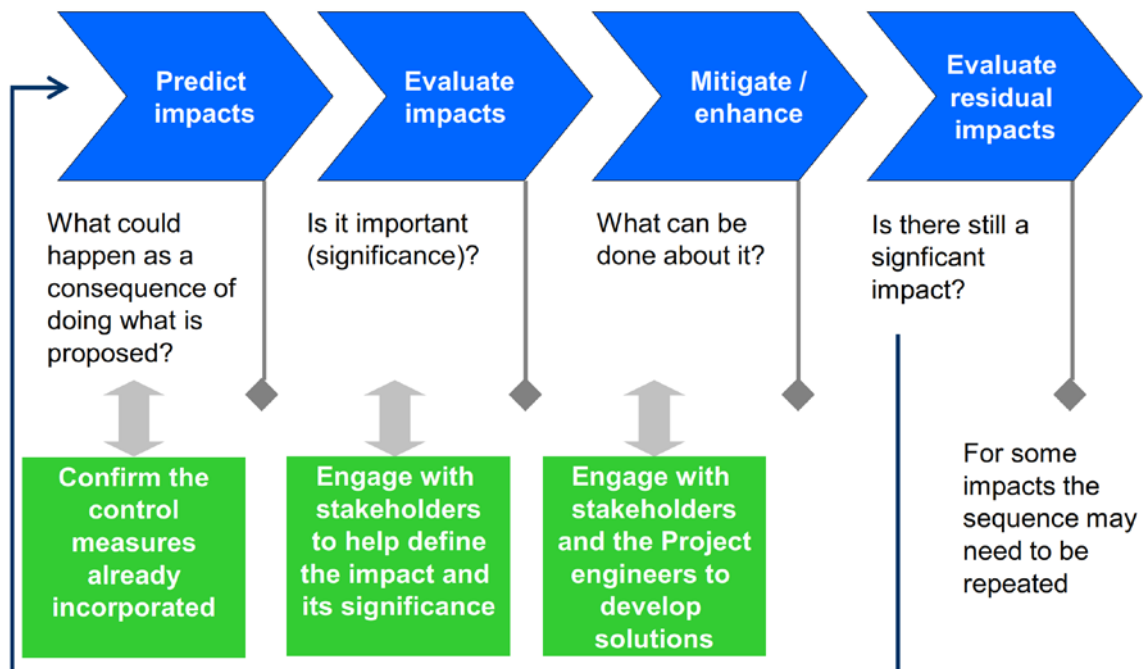 Predict
impacts
Evaluate
impacts
Mitigate /
enhance
Evaluate
residual
impacts
What could
happen as a
consequence of
doing what is
proposed?
Is it important
(significance)?
What can be
done about it?
Is there still a
signficant
impact?
Confirm the
control
measures
already
incorporated
Engage with
stakeholders
to help define
the impact and
its significance
Engage with
stakeholders
and the Project
engineers to
develop
solutions
For some
impacts the
sequence may
need to be
repeated